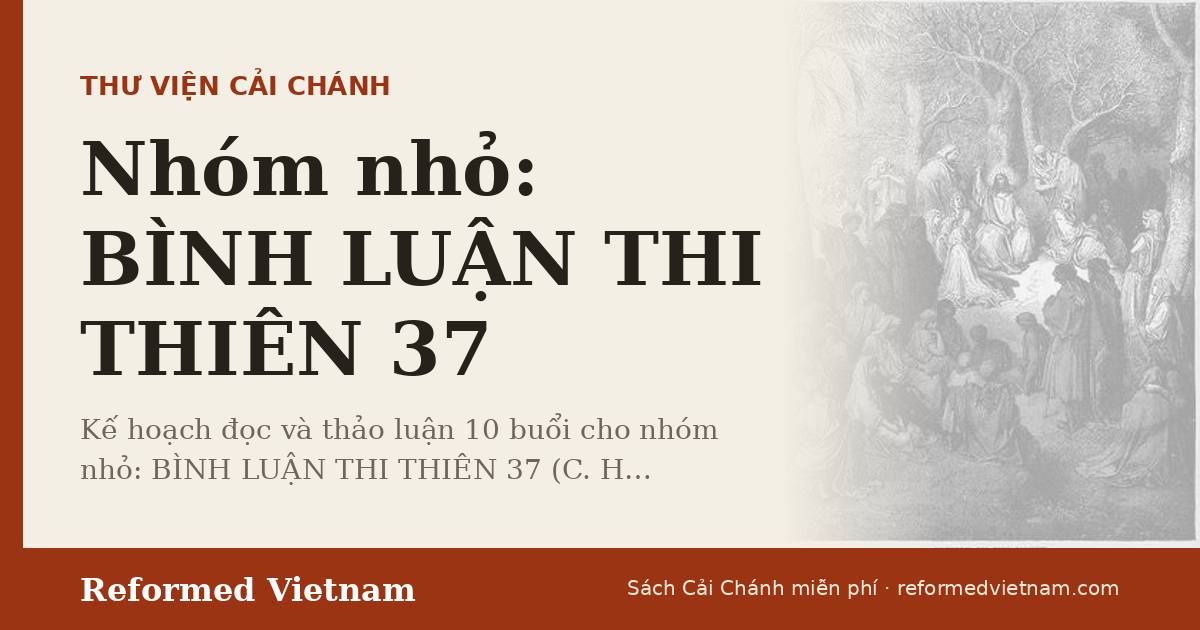 THƯ VIỆN CẢI CHÁNH
Nhóm nhỏ:
BÌNH LUẬN THI
THIÊN 37
Kế hoạch đọc và thảo luận 10 buổi cho nhóm
nhỏ: BÌNH LUẬN THI THIÊN 37 (C. H...
Reformed Vietnam
Sách Cải Chánh miễn phí · reformedvietnam.com